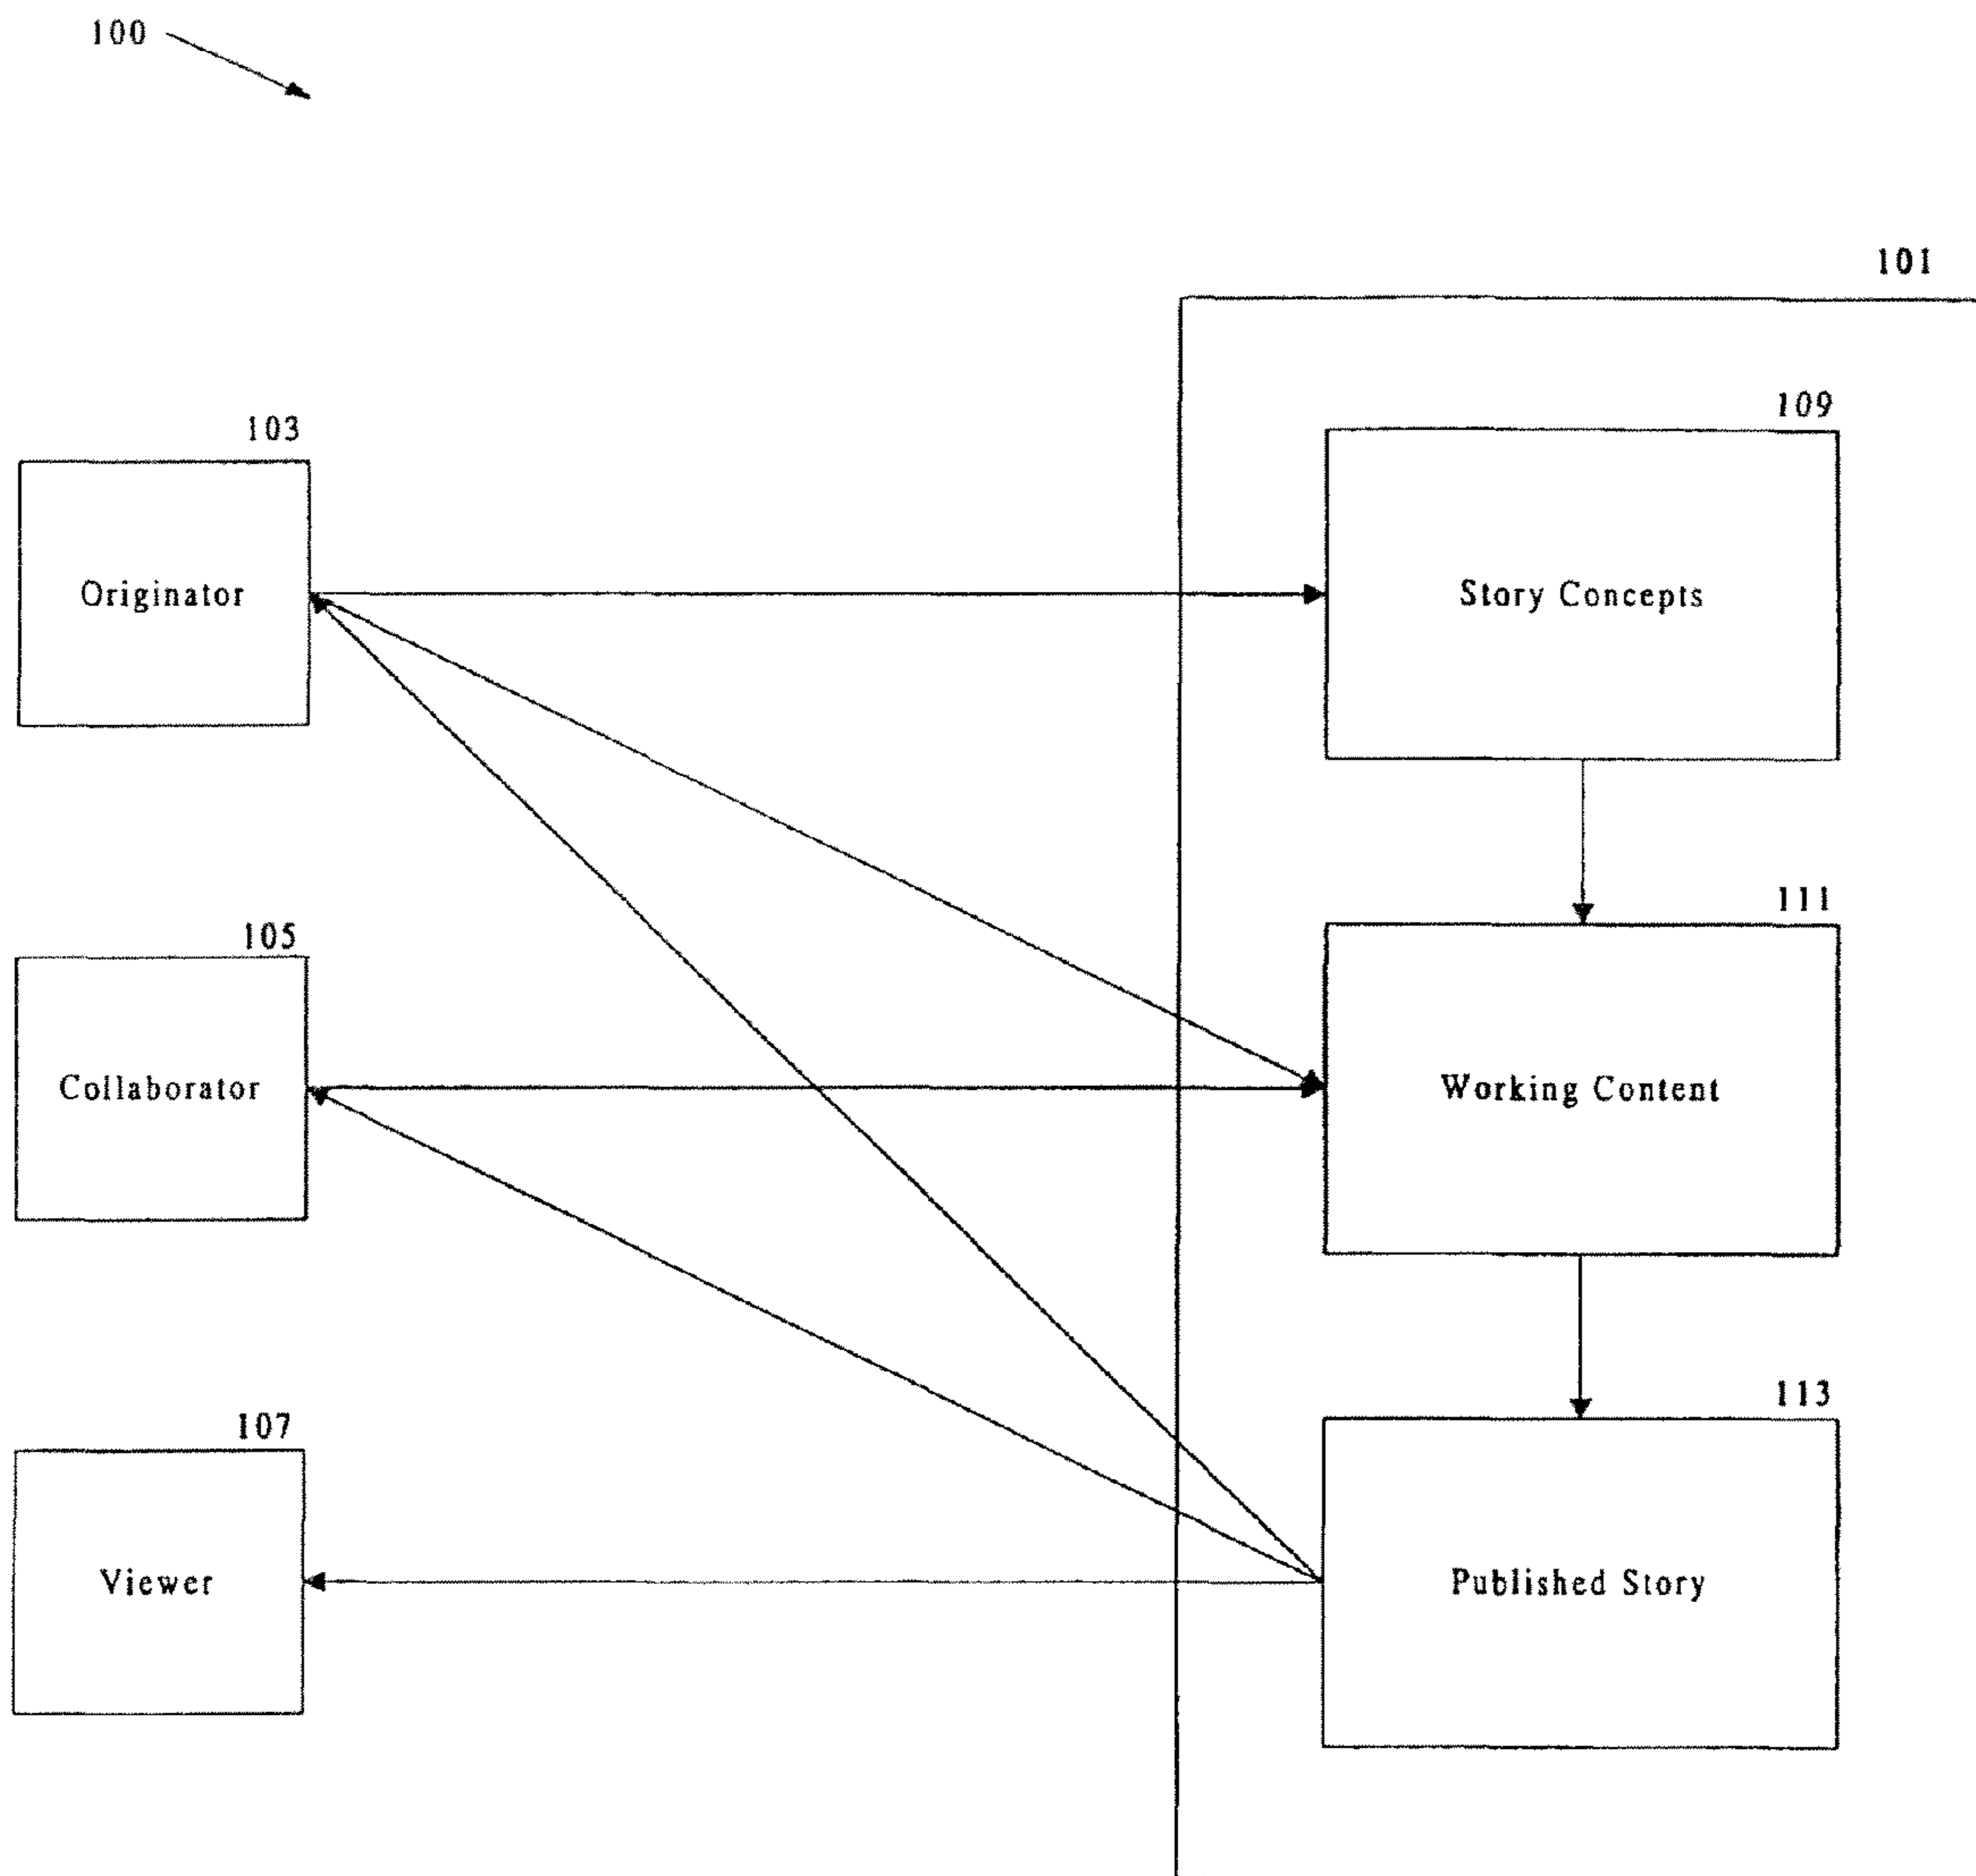 100
101
103
109
Originator
Story Concepts
105
111
Collaborator
Working Content
107
113
Viewer
Published Story